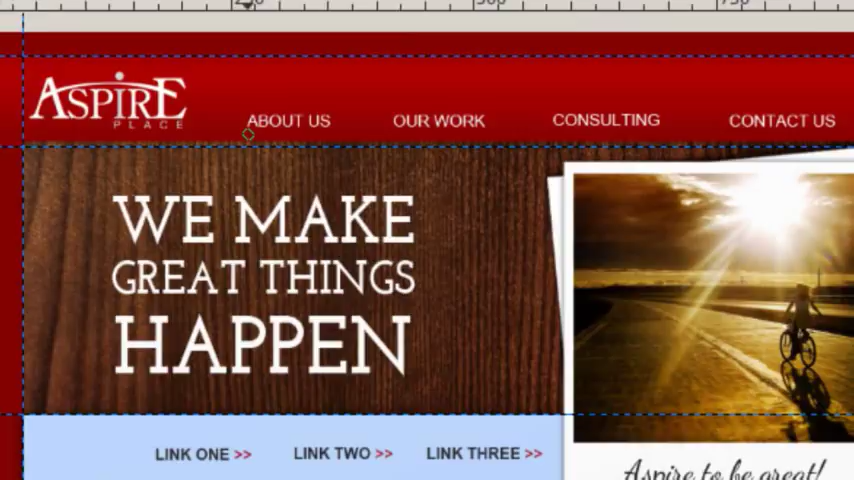 ASPIRE
PLACE
ABOUT US OUR WORK CONSULTING CONTACT US
WE MAKE
GREAT THINGS
HAPPEN
LINK ONE >> LINK TWO >> LINK THREE >>
Aspire to be great!